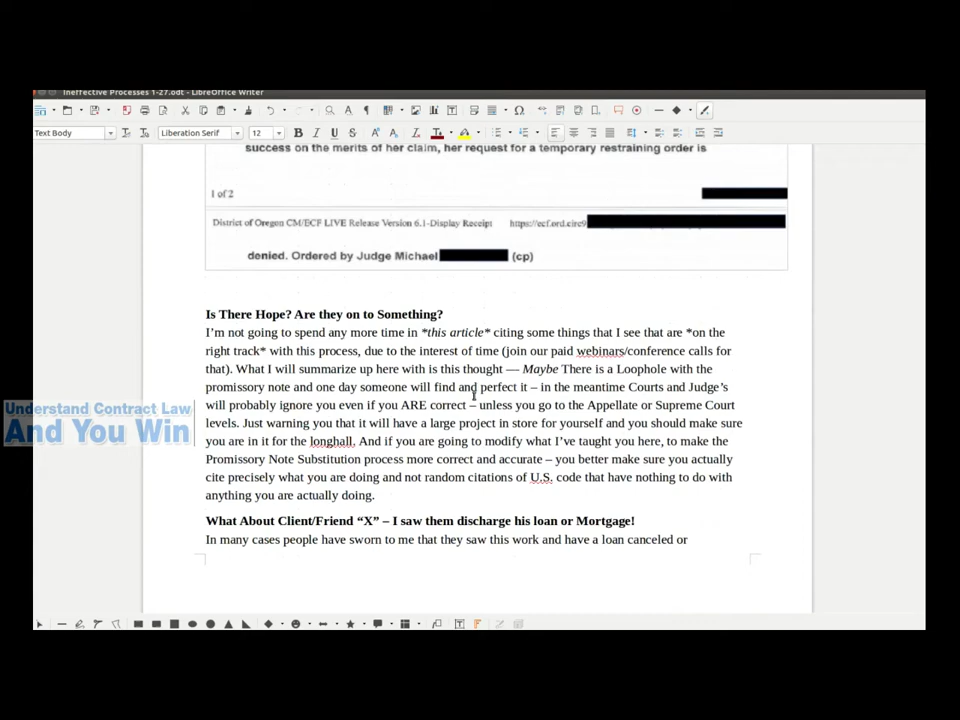 Ineffective Processes 1-27.odt - LibreOffice Writer
Text Body
Liberation Serif
12
success on the merits of her claim, her request for a temporary restraining order is
1 of 2
District of Oregon CM/ECF LIVE Release Version 6.1-Display Receipt https://ecf.ord.circ9
denied. Ordered by Judge Michael (cp)
Is There Hope? Are they on to Something?
I'm not going to spend any more time in *this article* citing some things that I see that are *on the
right track* with this process, due to the interest of time (join our paid webinars/conference calls for
that). What I will summarize up here with is this thought — Maybe There is a Loophole with the
promissory note and one day someone will find and perfect it – in the meantime Courts and Judge's
will probably ignore you even if you ARE correct – unless you go to the Appellate or Supreme Court
levels. Just warning you that it will have a large project in store for yourself and you should make sure
you are in it for the longhall. And if you are going to modify what I've taught you here, to make the
Promissory Note Substitution process more correct and accurate – you better make sure you actually
cite precisely what you are doing and not random citations of U.S. code that have nothing to do with
anything you are actually doing.
What About Client/Friend “X” – I saw them discharge his loan or Mortgage!
In many cases people have sworn to me that they saw this work and have a loan canceled or
Understand Contract Law
And You Win